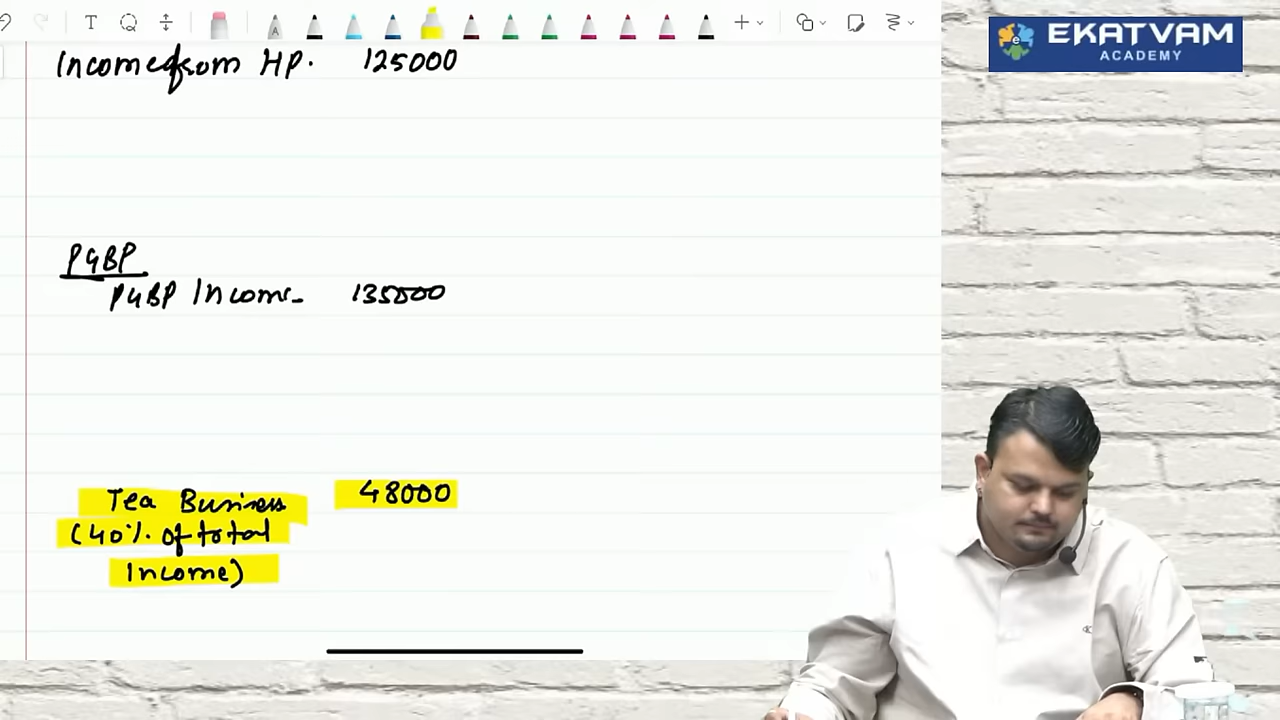 EKATVAM
ACADEMY
Income from HP. 125000
PGBP
PGBP Income 135000
Tea Business 48000
(40% of total
Income)